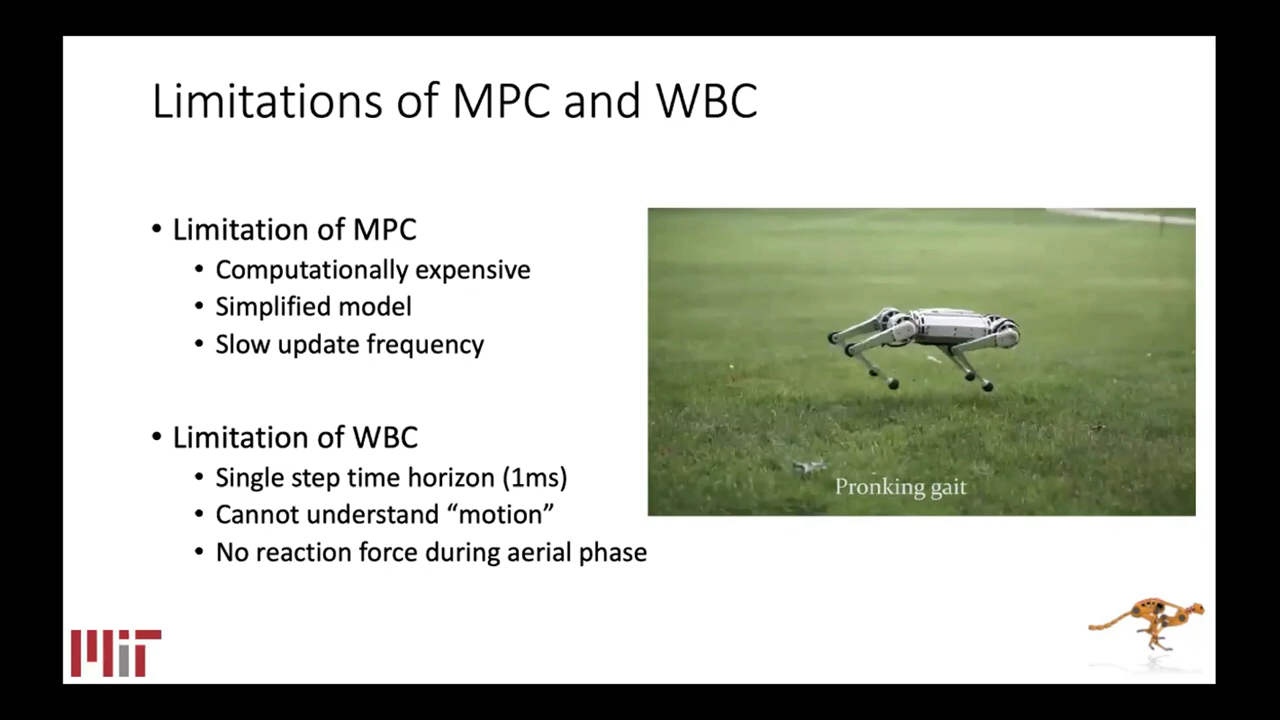 Limitations of MPC and WBC
• Limitation of MPC
• Computationally expensive
• Simplified model
• Slow update frequency
• Limitation of WBC
• Single step time horizon (1ms)
• Cannot understand “motion”
• No reaction force during aerial phase
Pronking gait
MIT